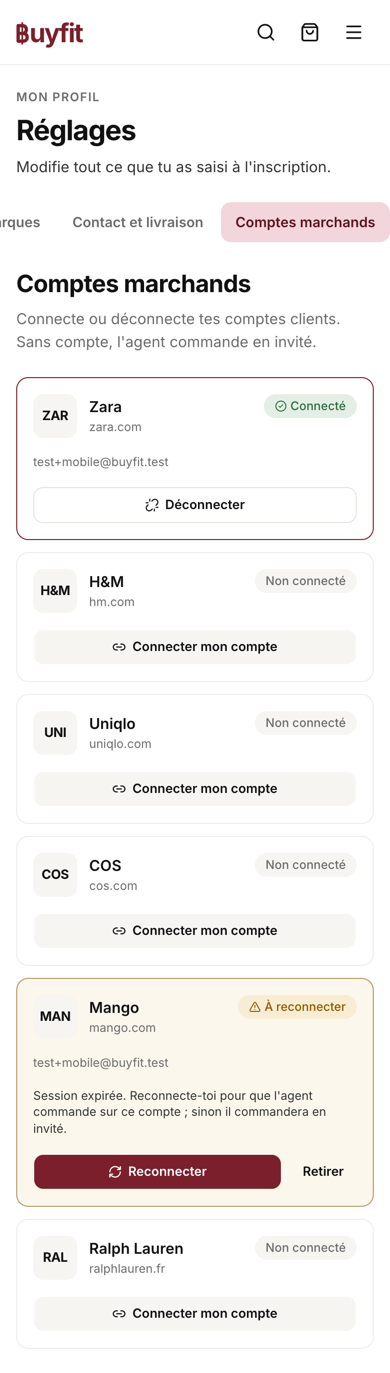 Buyfit
MON PROFIL
Réglages
Modifie tout ce que tu as saisi à l'inscription.
rques Contact et livraison Comptes marchands
Comptes marchands
Connecte ou déconnecte tes comptes clients.
Sans compte, l'agent commande en invité.
ZAR Zara Connecté
zara.com
test+mobile@buyfit.test
Déconnecter
H&M H&M Non connecté
hm.com
Connecter mon compte
UNI Uniqlo Non connecté
uniqlo.com
Connecter mon compte
COS COS Non connecté
cos.com
Connecter mon compte
MAN Mango À reconnecter
mango.com
test+mobile@buyfit.test
Session expirée. Reconnecte-toi pour que l'agent
commande sur ce compte ; sinon il commandera en
invité.
Reconnecter Retirer
RAL Ralph Lauren Non connecté
ralphlauren.fr
Connecter mon compte